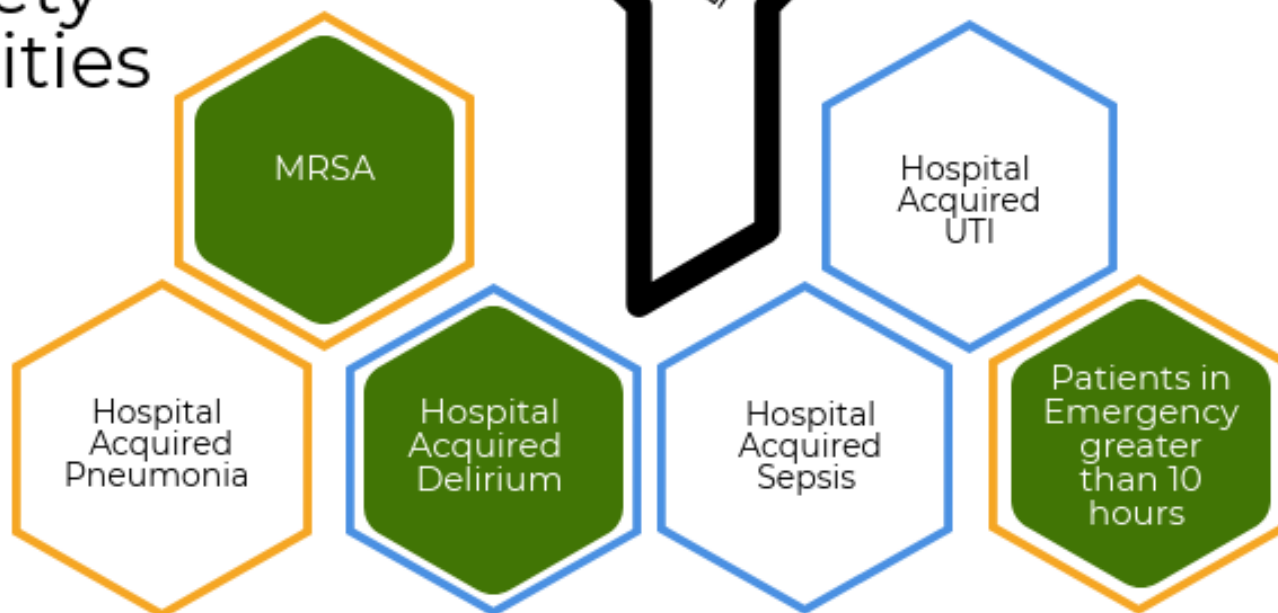 ities
MRSA
Hospital
Acquired
UTI
Hospital
Acquired
Pneumonia
Hospital
Acquired
Delirium
Hospital
Acquired
Sepsis
Patients in
Emergency
greater
than 10
hours